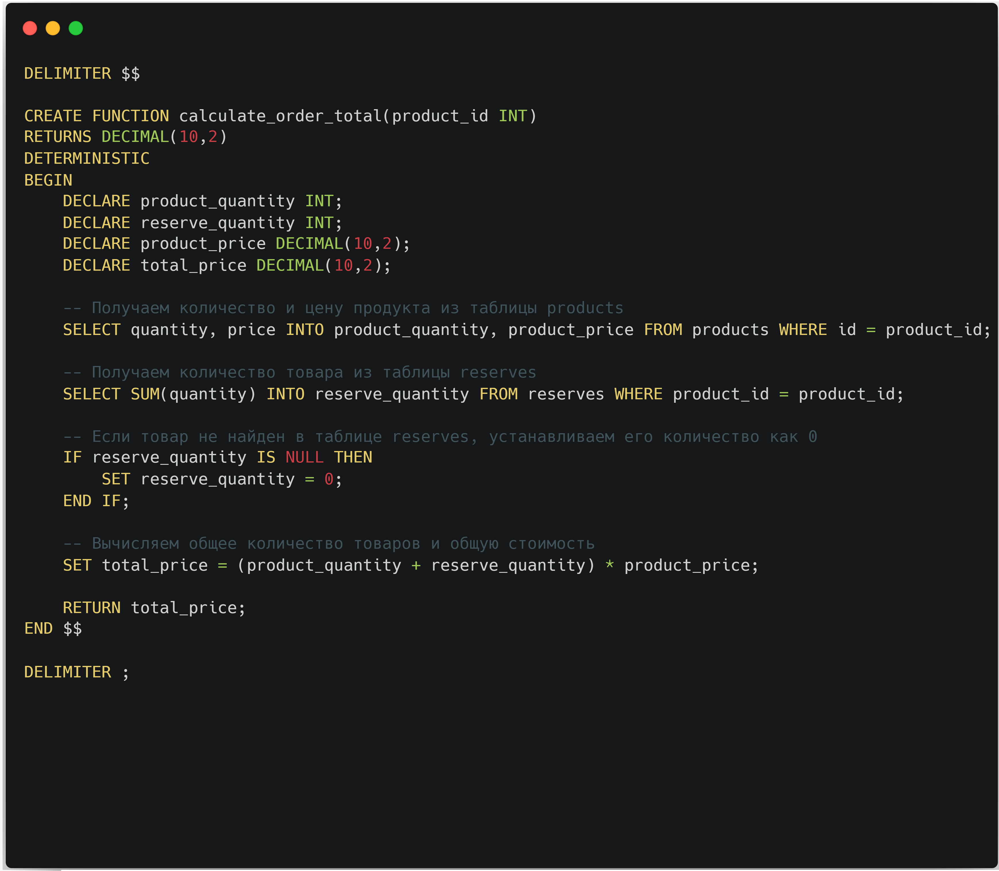 DELIMITER $$
CREATE FUNCTION calculate_order_total(product_id INT)
RETURNS DECIMAL(10,2)
DETERMINISTIC
BEGIN
    DECLARE product_quantity INT;
    DECLARE reserve_quantity INT;
    DECLARE product_price DECIMAL(10,2);
    DECLARE total_price DECIMAL(10,2);
    -- Получаем количество и цену продукта из таблицы products
    SELECT quantity, price INTO product_quantity, product_price FROM products WHERE id = product_id;
    -- Получаем количество товара из таблицы reserves
    SELECT SUM(quantity) INTO reserve_quantity FROM reserves WHERE product_id = product_id;
    -- Если товар не найден в таблице reserves, устанавливаем его количество как 0
    IF reserve_quantity IS NULL THEN
        SET reserve_quantity = 0;
    END IF;
    -- Вычисляем общее количество товаров и общую стоимость
    SET total_price = (product_quantity + reserve_quantity) * product_price;
    RETURN total_price;
END $$
DELIMITER ;